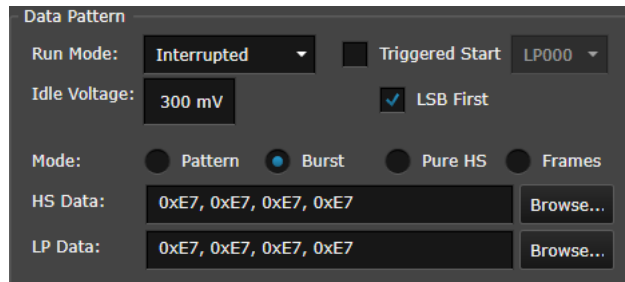 Data Pattern
Run Mode: Interrupted Triggered Start LP000
Idle Voltage: 300 mV LSB First
Mode: Pattern Burst Pure HS Frames
HS Data: 0xE7, 0xE7, 0xE7, 0xE7 Browse...
LP Data: 0xE7, 0xE7, 0xE7, 0xE7 Browse...